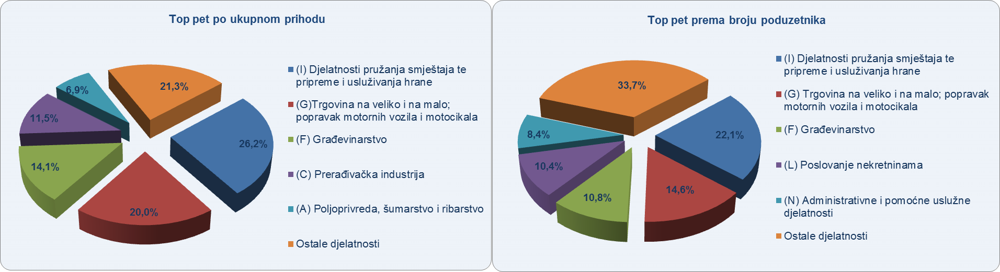 Top pet po ukupnom prihodu
21,3%
6,9%
11,5%
14,1%
20,0%
26,2%
(I) Djelatnosti pružanja smještaja te
pripreme i usluživanja hrane
(G)Trgovina na veliko i na malo;
popravak motornih vozila i motocikala
(F) Građevinarstvo
(C) Prerađivačka industrija
(A) Poljoprivreda, šumarstvo i ribarstvo
Ostale djelatnosti
Top pet prema broju poduzetnika
33,7%
8,4%
10,4%
10,8%
14,6%
22,1%
(I) Djelatnosti pružanja smještaja te
pripreme i usluživanja hrane
(G) Trgovina na veliko i na malo; popravak
motornih vozila i motocikala
(F) Građevinarstvo
(L) Poslovanje nekretninama
(N) Administrativne i pomoćne uslužne
djelatnosti
Ostale djelatnosti